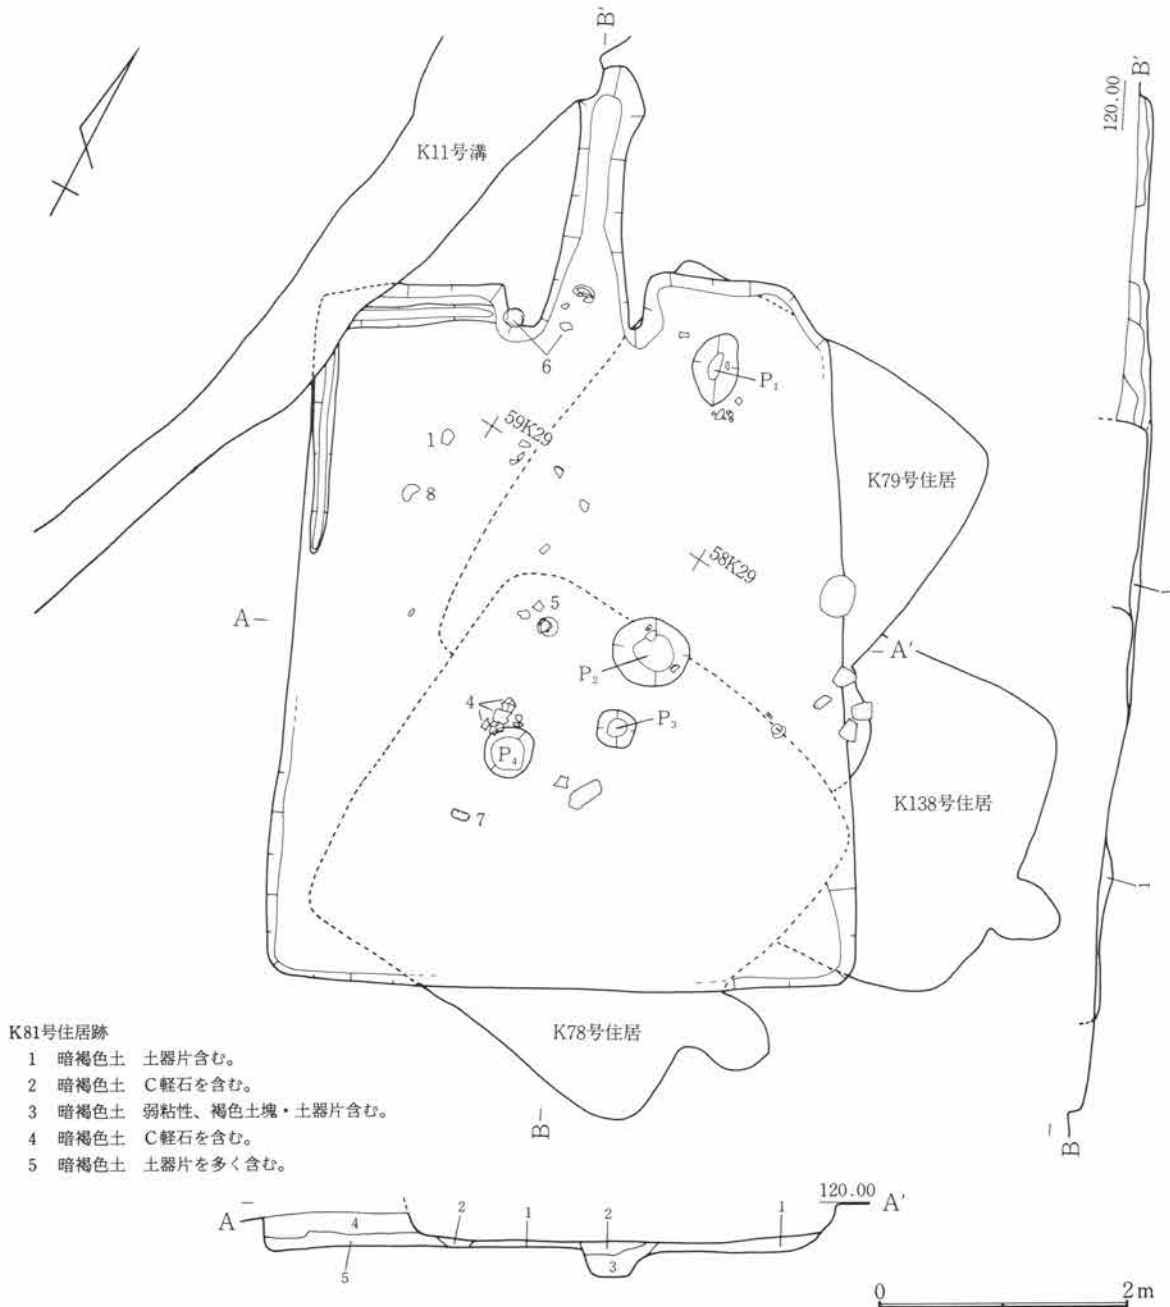 B'
K11号溝
120.00
B'
6
P₁
1
59K29
8
K79号住居
58K29
5
A
A'
P₂
4
P₃
P₄
7
K138号住居
1
1
K78号住居
B
B
K81号住居跡
1 暗褐色土 土器片含む。
2 暗褐色土 C軽石を含む。
3 暗褐色土 弱粘性、褐色土塊・土器片含む。
4 暗褐色土 C軽石を含む。
5 暗褐色土 土器片を多く含む。
A
4
5
2
1
2
3
1
120.00
A'
0 2m